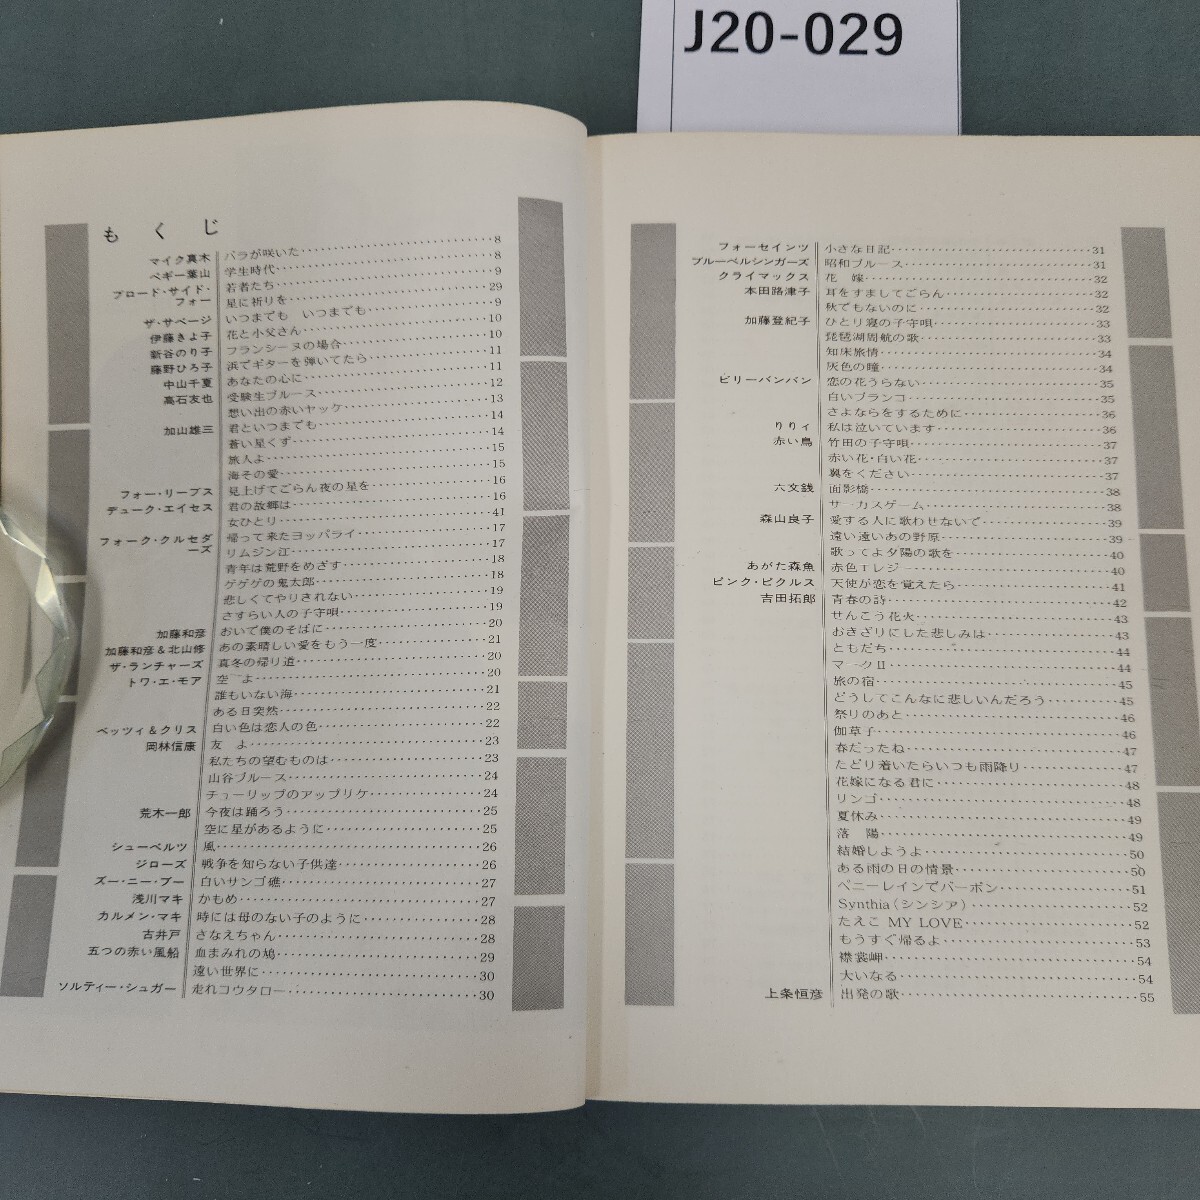 J20-029
もくじ
マイク真木 バラが咲いた 8
ペギー葉山 学生時代 8
ブロード・サイド・フォー 若者たち 9
星に祈りを 29
ザ・サベージ いつまでも いつまでも 9
伊藤きよ子 花と小父さん 10
新谷のり子 フランシーヌの場合 10
藤野ひろ子 浜でギターを弾いてたら 11
中山千夏 あなたの心に 11
高石友也 受験生ブルース 12
想い出の赤いヤッケ 13
加山雄三 君といつまでも 14
蒼い星くず 14
旅人よ 15
海その愛 15
フォー・リーブス 見上げてごらん夜の星を 16
デューク・エイセス 君の故郷は 16
女ひとり 41
フォーク・クルセダーズ 帰って来たヨッパライ 17
リムジン江 17
青年は荒野をめざす 18
ゲゲゲの鬼太郎 18
悲しくてやりきれない 19
さすらい人の子守唄 19
加藤和彦 おいで僕のそばに 20
加藤和彦&北山修 あの素晴しい愛をもう一度 21
ザ・ランチャーズ 真冬の帰り道 20
トワ・エ・モア 空よ 20
誰もいない海 21
ある日突然 22
ベッツィ&クリス 白い色は恋人の色 22
岡林信康 友よ 23
私たちの望むものは 23
山谷ブルース 24
チューリップのアップリケ 24
荒木一郎 今夜は踊ろう 25
空に星があるように 25
シューベルツ 風 26
ジローズ 戦争を知らない子供達 26
ズー・ニー・ブー 白いサンゴ礁 27
浅川マキ かもめ 27
カルメン・マキ 時には母のない子のように 28
古井戸 さなえちゃん 28
五つの赤い風船 血まみれの鳩 29
遠い世界に 30
ソルティー・シュガー 走れコウタロー 30
フォーセインツ 小さな日記 31
ブルーベルシンガーズ 昭和ブルース 31
クライマックス 花 嫁 32
本田路津子 耳をすましてごらん 32
秋でもないのに 32
加藤登紀子 ひとり寝の子守唄 33
琵琶湖周航の歌 33
知床旅情 34
灰色の瞳 34
ビリーバンバン 恋の花うらない 35
白いブランコ 35
さよならをするために 36
りりィ 私は泣いています 36
赤い鳥 竹田の子守唄 37
赤い花・白い花 37
翼をください 37
六文銭 面影橋 38
サーカスゲーム 38
森山良子 愛する人に歌わせないで 39
遠い遠いあの野原 39
歌ってよ夕陽の歌を 40
あがた森魚 赤色エレジー 40
ピンク・ピクルス 天使が恋を覚えたら 41
吉田拓郎 青春の詩 42
せんこう花火 43
おきざりにした悲しみは 43
ともだち 44
マークⅡ 44
旅の宿 45
どうしてこんなに悲しいんだろう 45
祭りのあと 46
伽草子 46
春だったね 47
たどり着いたらいつも雨降り 47
花嫁になる君に 48
リンゴ 48
夏休み 49
落 陽 49
結婚しようよ 50
ある雨の日の情景 50
ペニーレインでバーボン 51
Synthia(シンシア) 52
たえこ MY LOVE 52
もうすぐ帰るよ 53
襟裳岬 54
大いなる 54
上条恒彦 出発の歌 55